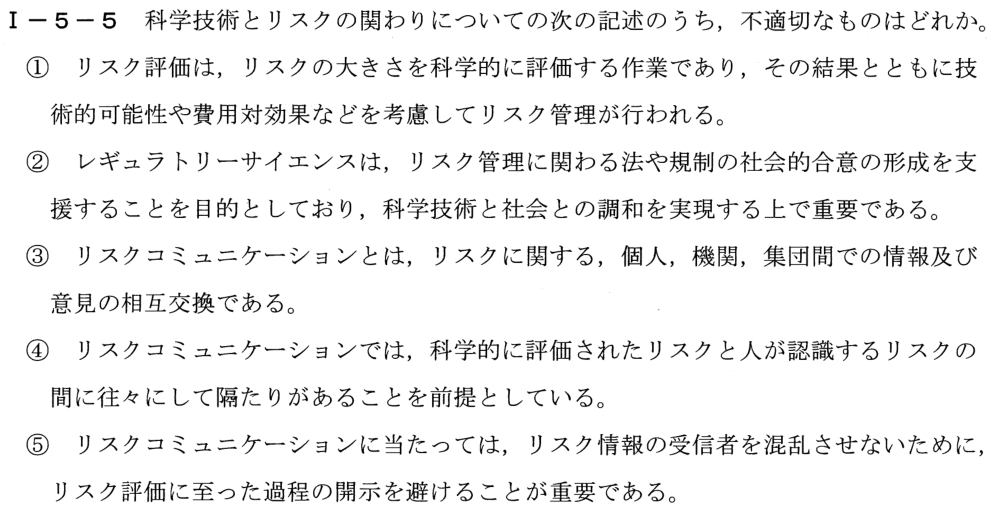 Ⅰ－５－５　科学技術とリスクの関わりについての次の記述のうち，不適切なものはどれか。
①　リスク評価は，リスクの大きさを科学的に評価する作業であり，その結果とともに技
術的可能性や費用対効果などを考慮してリスク管理が行われる。
②　レギュラトリーサイエンスは，リスク管理に関わる法や規制の社会的合意の形成を支
援することを目的としており，科学技術と社会との調和を実現する上で重要である。
③　リスクコミュニケーションとは，リスクに関する，個人，機関，集団間での情報及び
意見の相互交換である。
④　リスクコミュニケーションでは，科学的に評価されたリスクと人が認識するリスクの
間に往々にして隔たりがあることを前提としている。
⑤　リスクコミュニケーションに当たっては，リスク情報の受信者を混乱させないために，
リスク評価に至った過程の開示を避けることが重要である。